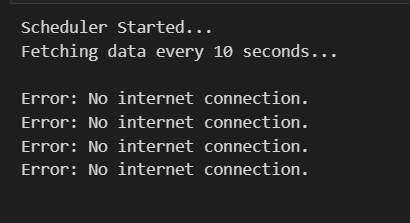 Scheduler Started...
Fetching data every 10 seconds...

Error: No internet connection.
Error: No internet connection.
Error: No internet connection.
Error: No internet connection.